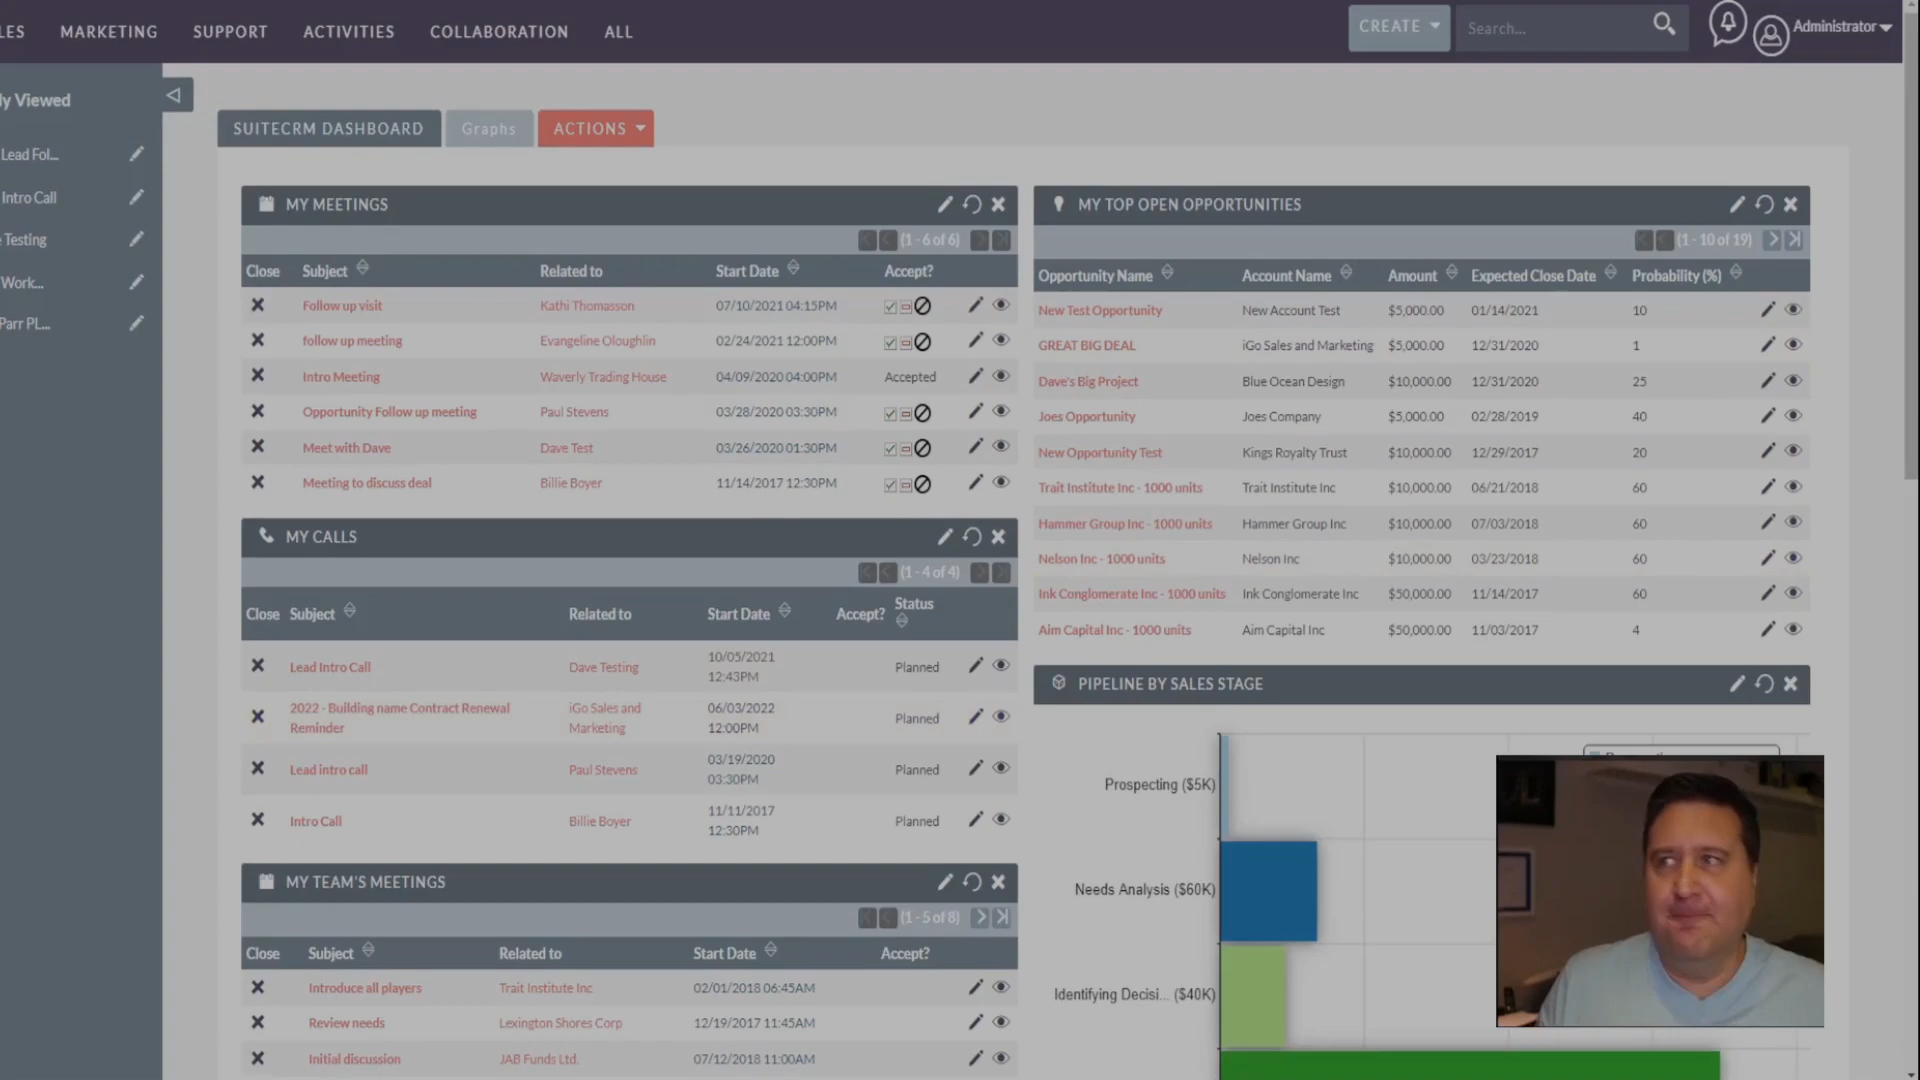 LES MARKETING SUPPORT ACTIVITIES COLLABORATION ALL CREATE Search... Administrator
ly Viewed
Lead Fol...
Intro Call
Testing
Work...
Parr PL...
SUITECRM DASHBOARD Graphs ACTIONS
MY MEETINGS
(1 - 6 of 6)
Close Subject Related to Start Date Accept?
Follow up visit Kathi Thomasson 07/10/2021 04:15PM
follow up meeting Evangeline Oloughlin 02/24/2021 12:00PM
Intro Meeting Waverly Trading House 04/09/2020 04:00PM Accepted
Opportunity Follow up meeting Paul Stevens 03/28/2020 03:30PM
Meet with Dave Dave Test 03/26/2020 01:30PM
Meeting to discuss deal Billie Boyer 11/14/2017 12:30PM
MY CALLS
(1 - 4 of 4)
Close Subject Related to Start Date Accept? Status
Lead Intro Call Dave Testing 10/05/2021 12:43PM Planned
2022 - Building name Contract Renewal Reminder iGo Sales and Marketing 06/03/2022 12:00PM Planned
Lead intro call Paul Stevens 03/19/2020 03:30PM Planned
Intro Call Billie Boyer 11/11/2017 12:30PM Planned
MY TEAM'S MEETINGS
(1 - 5 of 8)
Close Subject Related to Start Date Accept?
Introduce all players Trait Institute Inc 02/01/2018 06:45AM
Review needs Lexington Shores Corp 12/19/2017 11:45AM
Initial discussion JAB Funds Ltd. 07/12/2018 11:00AM
MY TOP OPEN OPPORTUNITIES
(1 - 10 of 19)
Opportunity Name Account Name Amount Expected Close Date Probability (%)
New Test Opportunity New Account Test $5,000.00 01/14/2021 10
GREAT BIG DEAL iGo Sales and Marketing $5,000.00 12/31/2020 1
Dave's Big Project Blue Ocean Design $10,000.00 12/31/2020 25
Joes Opportunity Joes Company $5,000.00 02/28/2019 40
New Opportunity Test Kings Royalty Trust $10,000.00 12/29/2017 20
Trait Institute Inc - 1000 units Trait Institute Inc $10,000.00 06/21/2018 60
Hammer Group Inc - 1000 units Hammer Group Inc $10,000.00 07/03/2018 60
Nelson Inc - 1000 units Nelson Inc $10,000.00 03/23/2018 60
Ink Conglomerate Inc - 1000 units Ink Conglomerate Inc $50,000.00 11/14/2017 60
Aim Capital Inc - 1000 units Aim Capital Inc $50,000.00 11/03/2017 4
PIPELINE BY SALES STAGE
Prospecting ($5K)
Needs Analysis ($60K)
Identifying Decisi... ($40K)